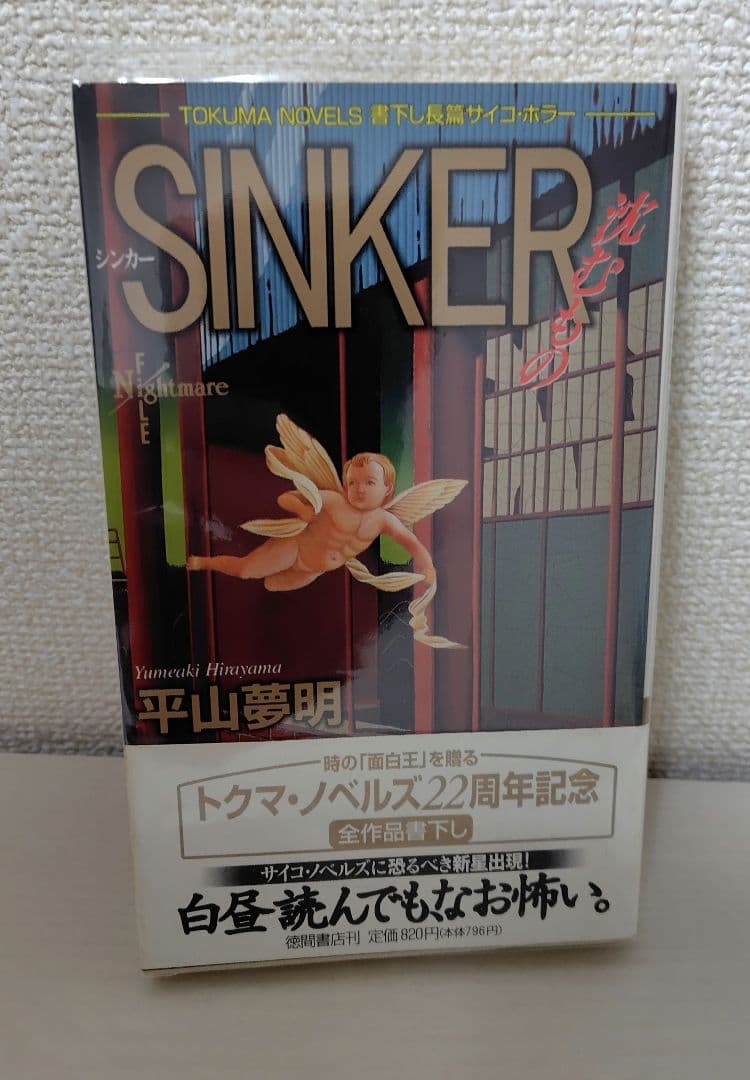 TOKUMA NOVELS 書下し長篇サイコ・ホラー
SINKER
シンカー
沈むもの
Nightmare
FiLE
Yumeaki Hirayama
平山夢明
時の「面白王」を贈る
トクマ・ノベルズ22周年記念
全作品書下し
サイコ・ノベルズに恐るべき新星出現!
白昼読んでも、なお怖い。
徳間書店刊 定価820円(本体796円)